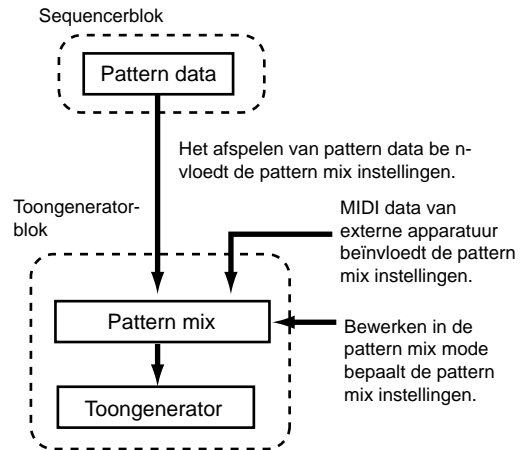 Sequencerblok
Pattern data
Het afspelen van pattern data be n-
vloedt de pattern mix instellingen.
Toongenerator-
blok
MIDI data van
externe apparatuur
beïnvloedt de pattern
mix instellingen.
Pattern mix
Bewerken in de
pattern mix mode
bepaalt de pattern
mix instellingen.
Toongenerator